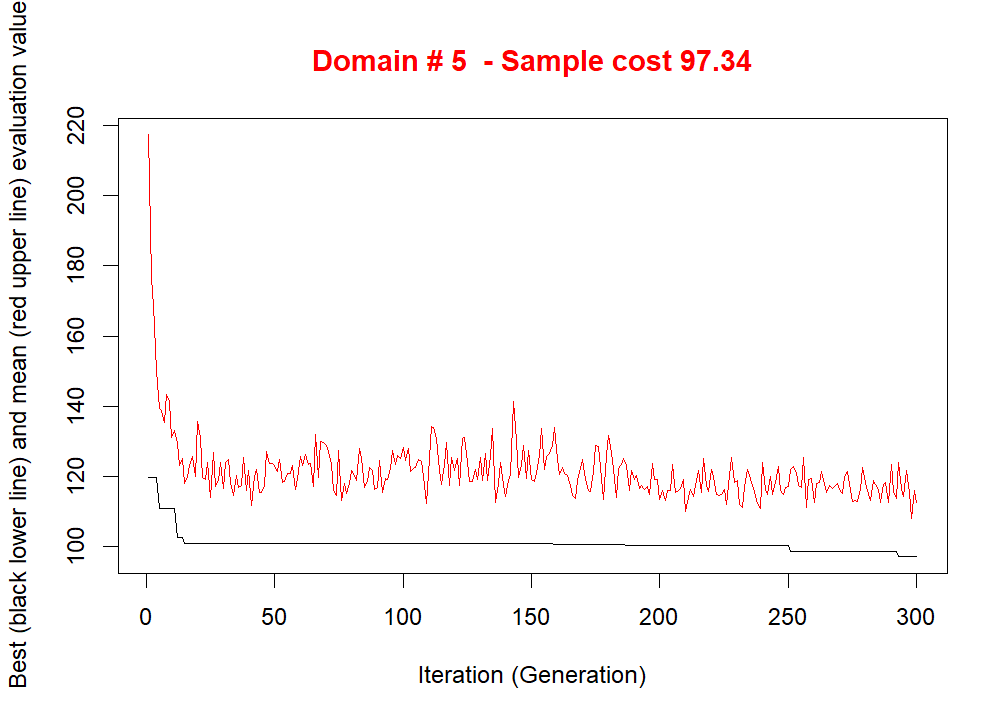 Domain # 5  - Sample cost 97.34
Best (black lower line) and mean (red upper line) evaluation value
220
200
180
160
140
120
100
0 50 100 150 200 250 300
Iteration (Generation)